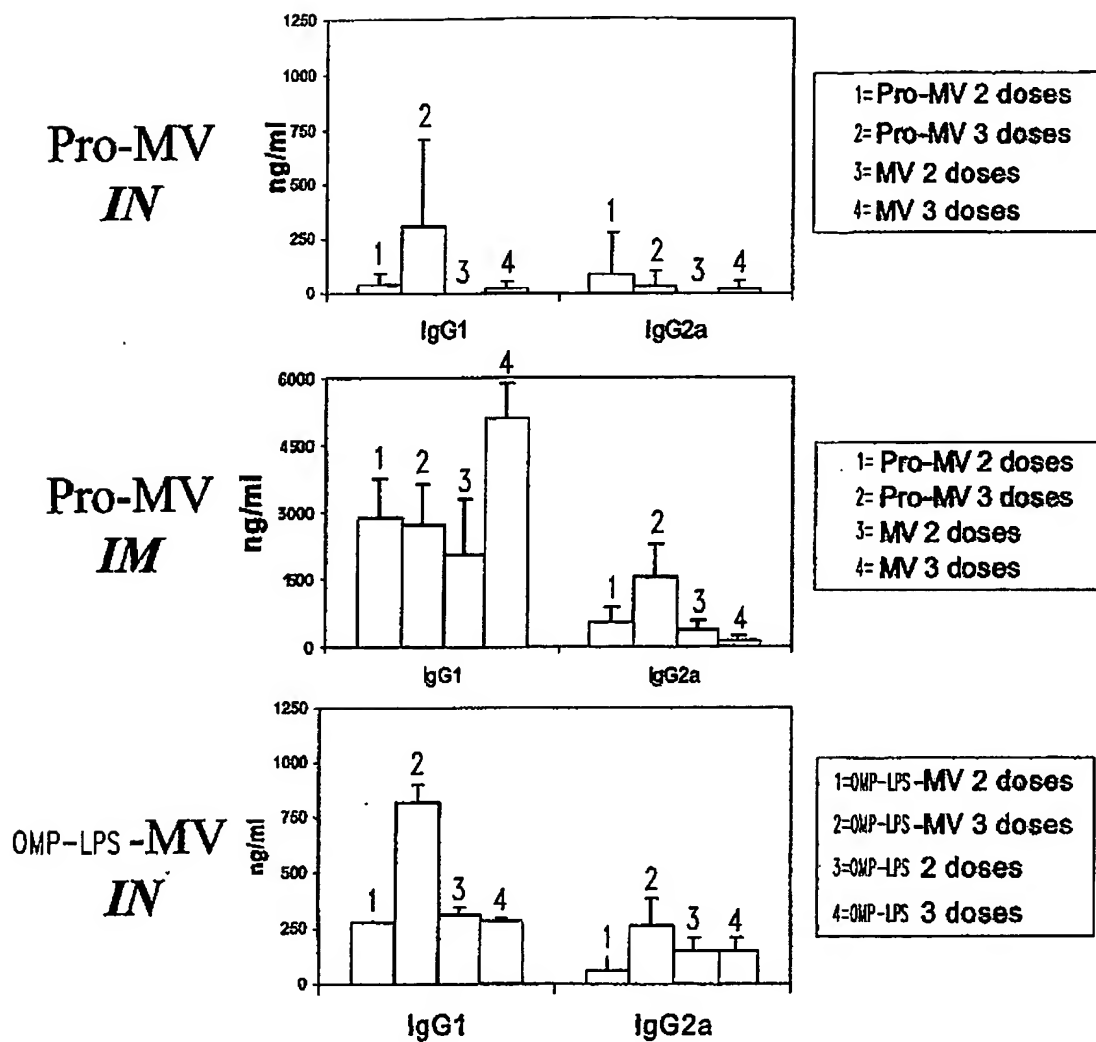 Pro-MV
IN
ng/ml
1250
1000
750
500
250
0
1
2
3
4
1
2
3
4
IgG1
IgG2a
1=Pro-MV 2 doses
2=Pro-MV 3 doses
3=MV 2 doses
4=MV 3 doses
Pro-MV
IM
ng/ml
6000
4500
3000
1500
0
1
2
3
4
1
2
3
4
IgG1
IgG2a
1=Pro-MV 2 doses
2=Pro-MV 3 doses
3=MV 2 doses
4=MV 3 doses
OMP-LPS-MV
IN
ng/ml
1250
1000
750
500
250
0
1
2
3
4
1
2
3
4
IgG1
IgG2a
1=OMP-LPS-MV 2 doses
2=OMP-LPS-MV 3 doses
3=OMP-LPS 2 doses
4=OMP-LPS 3 doses